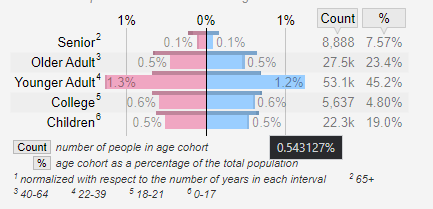 1% 0% 1% Count %
Senior² 0.1% 0.1% 8,888 7.57%
Older Adult³ 0.5% 0.5% 27.5k 23.4%
Younger Adult⁴ 1.3% 1.2% 53.1k 45.2%
College⁵ 0.6% 0.6% 5,637 4.80%
Children⁶ 0.5% 0.5% 22.3k 19.0%
0.543127%
Count number of people in age cohort
% age cohort as a percentage of the total population
¹ normalized with respect to the number of years in each interval ² 65+
³ 40-64 ⁴ 22-39 ⁵ 18-21 ⁶ 0-17